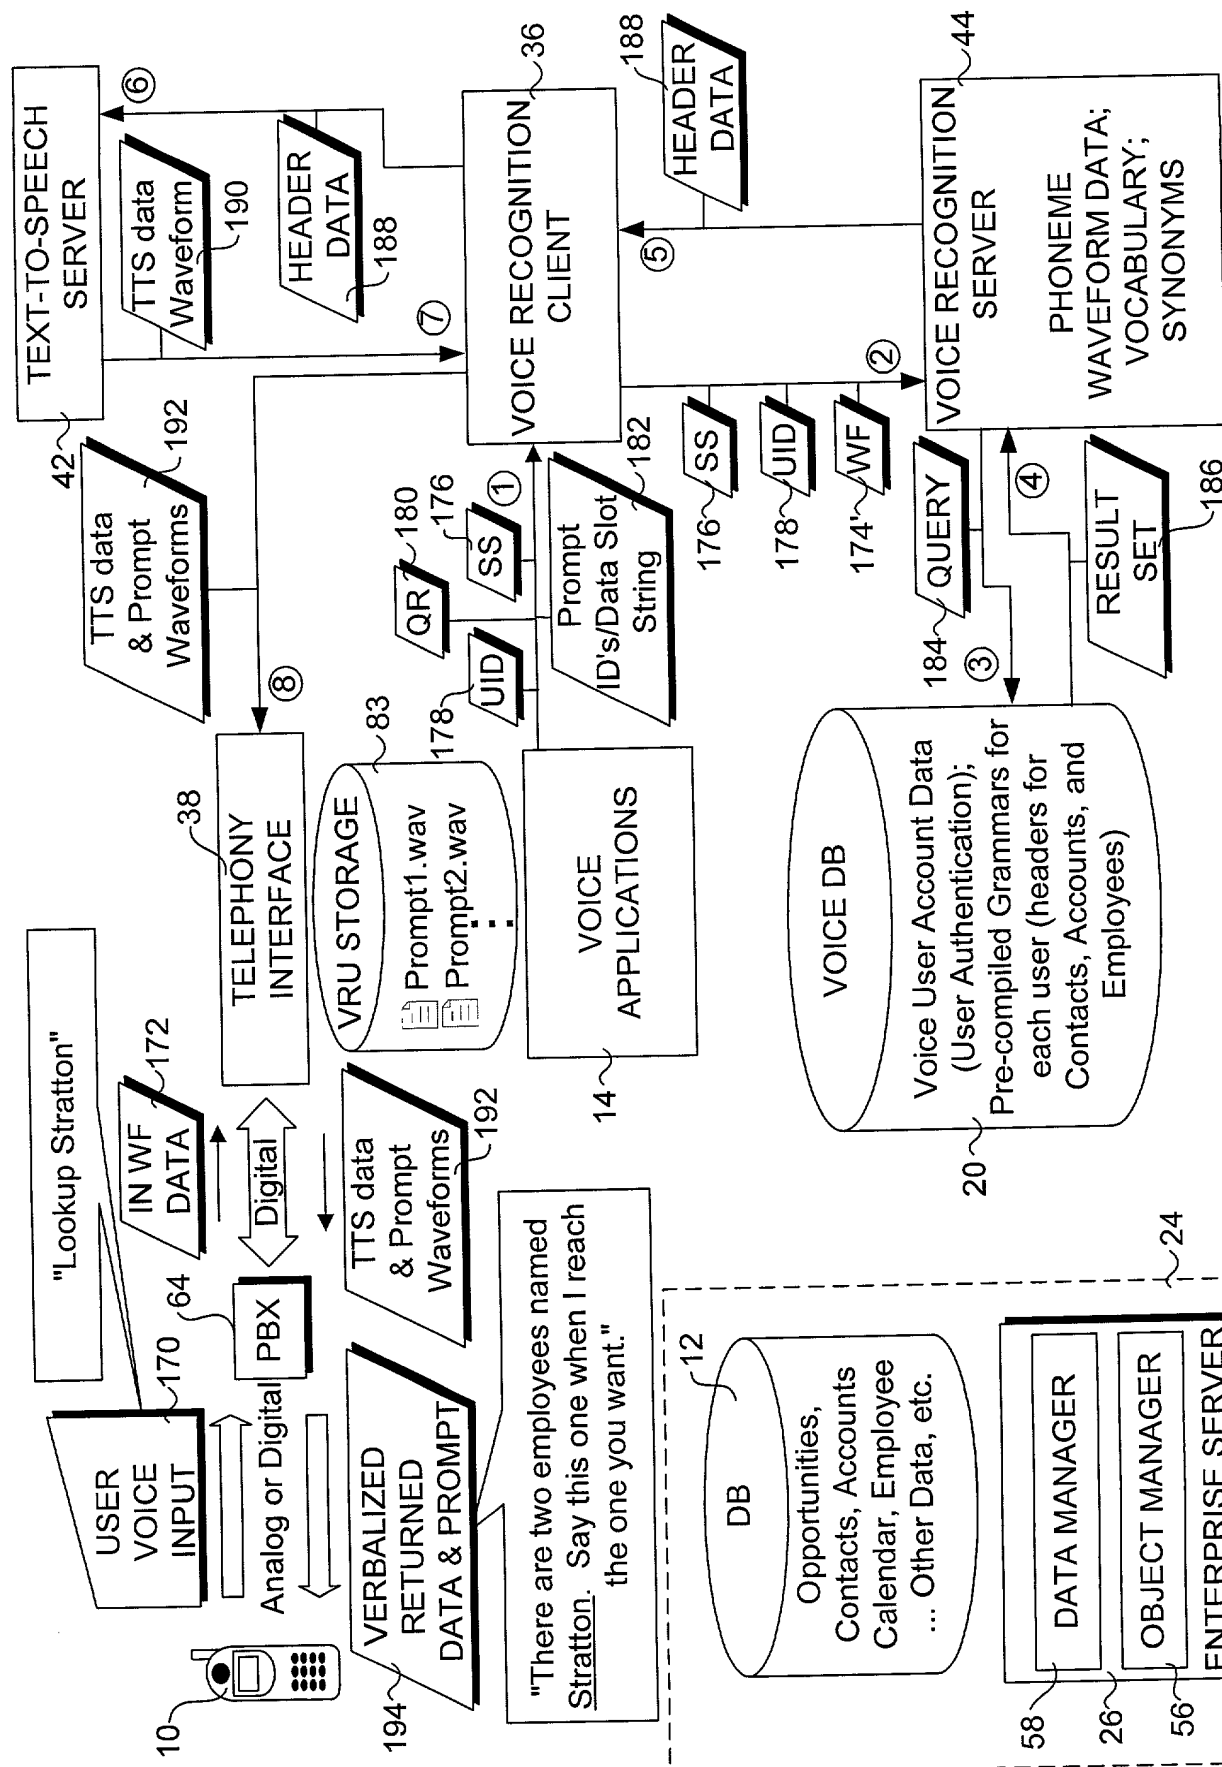 "Lookup Stratton"
USER
VOICE
INPUT
170
10
Analog or Digital
64
PBX
IN WF
DATA
172
Digital
38
TELEPHONY
INTERFACE
TTS data
& Prompt
Waveforms
192
8
42
TEXT-TO-SPEECH
SERVER
6
TTS data
Waveform
190
HEADER
DATA
188
7
VERBALIZED
RETURNED
DATA & PROMPT
194
TTS data
& Prompt
Waveforms
192
"There are two employees named
Stratton. Say this one when I reach
the one you want."
VRU STORAGE
Prompt1.wav
Prompt2.wav
⋮
83
178
UID
QR
180
SS
176
1
Prompt
ID's/Data Slot
String
182
VOICE RECOGNITION
CLIENT
36
14
VOICE
APPLICATIONS
176
SS
178
UID
174'
WF
2
5
HEADER
DATA
188
12
DB
Opportunities,
Contacts, Accounts
Calendar, Employee
... Other Data, etc.
24
58
DATA MANAGER
26
56
OBJECT MANAGER
ENTERPRISE SERVER
20
VOICE DB
Voice User Account Data
(User Authentication);
Pre-compiled Grammars for
each user (headers for
Contacts, Accounts, and
Employees)
184
QUERY
3
4
RESULT
SET
186
VOICE RECOGNITION
SERVER
44
PHONEME
WAVEFORM DATA;
VOCABULARY;
SYNONYMS